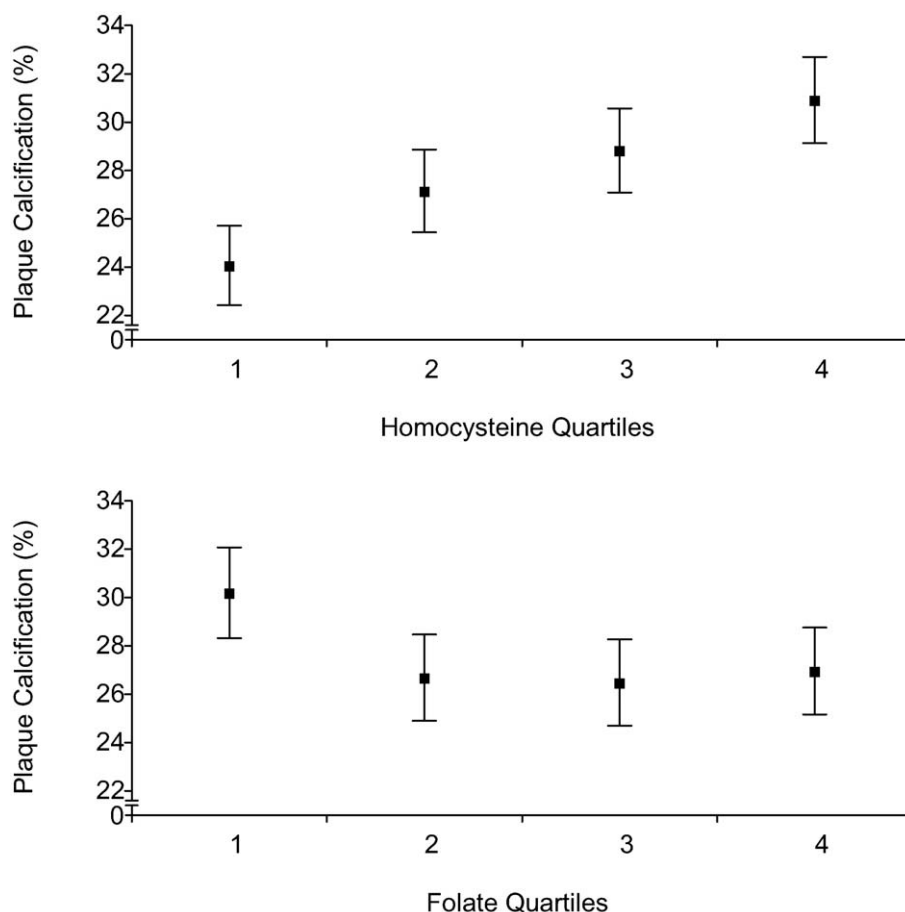 Plaque Calcification (%)
34
32
30
28
26
24
22
0
1 2 3 4
Homocysteine Quartiles
Plaque Calcification (%)
34
32
30
28
26
24
22
0
1 2 3 4
Folate Quartiles